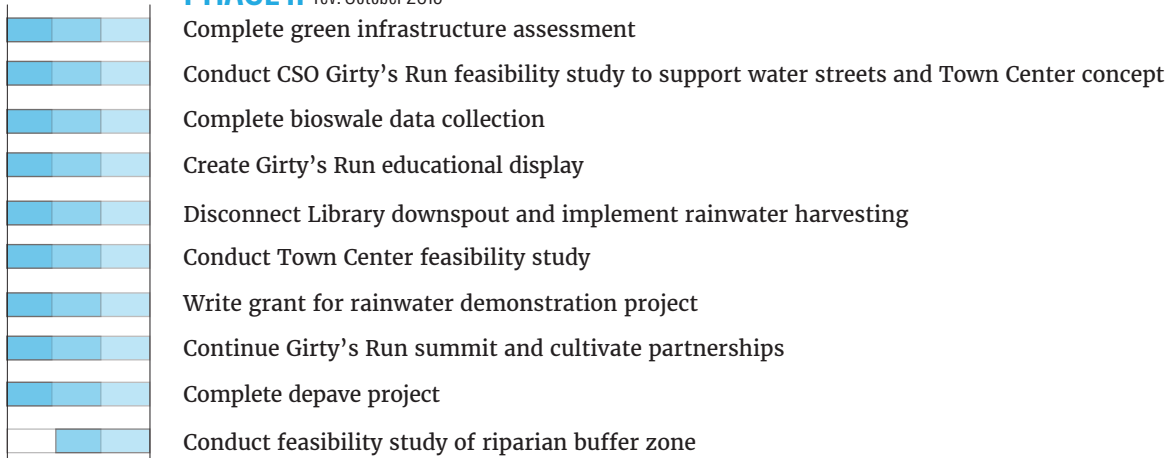 Complete green infrastructure assessment
Conduct CSO Girty’s Run feasibility study to support water streets and Town Center concept
Complete bioswale data collection
Create Girty’s Run educational display
Disconnect Library downspout and implement rainwater harvesting
Conduct Town Center feasibility study
Write grant for rainwater demonstration project
Continue Girty’s Run summit and cultivate partnerships
Complete depave project
Conduct feasibility study of riparian buffer zone